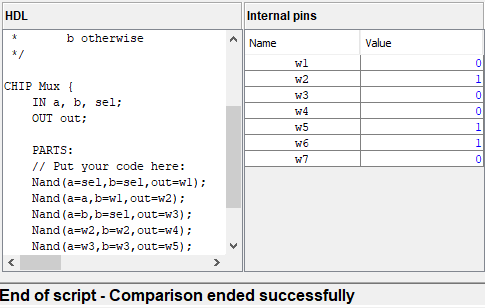 HDL
*       b otherwise
*/
CHIP Mux {
IN a, b, sel;
OUT out;
PARTS:
// Put your code here:
Nand(a=sel,b=sel,out=w1);
Nand(a=a,b=w1,out=w2);
Nand(a=b,b=sel,out=w3);
Nand(a=w2,b=w2,out=w4);
Nand(a=w3,b=w3,out=w5);
Internal pins
Name Value
w1 0
w2 1
w3 0
w4 0
w5 1
w6 1
w7 0
End of script - Comparison ended successfully